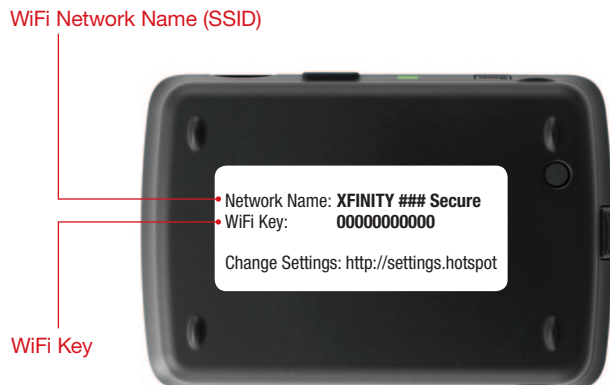 WiFi Network Name (SSID)
Network Name: XFINITY ### Secure
WiFi Key: 00000000000
Change Settings: http://settings.hotspot
WiFi Key